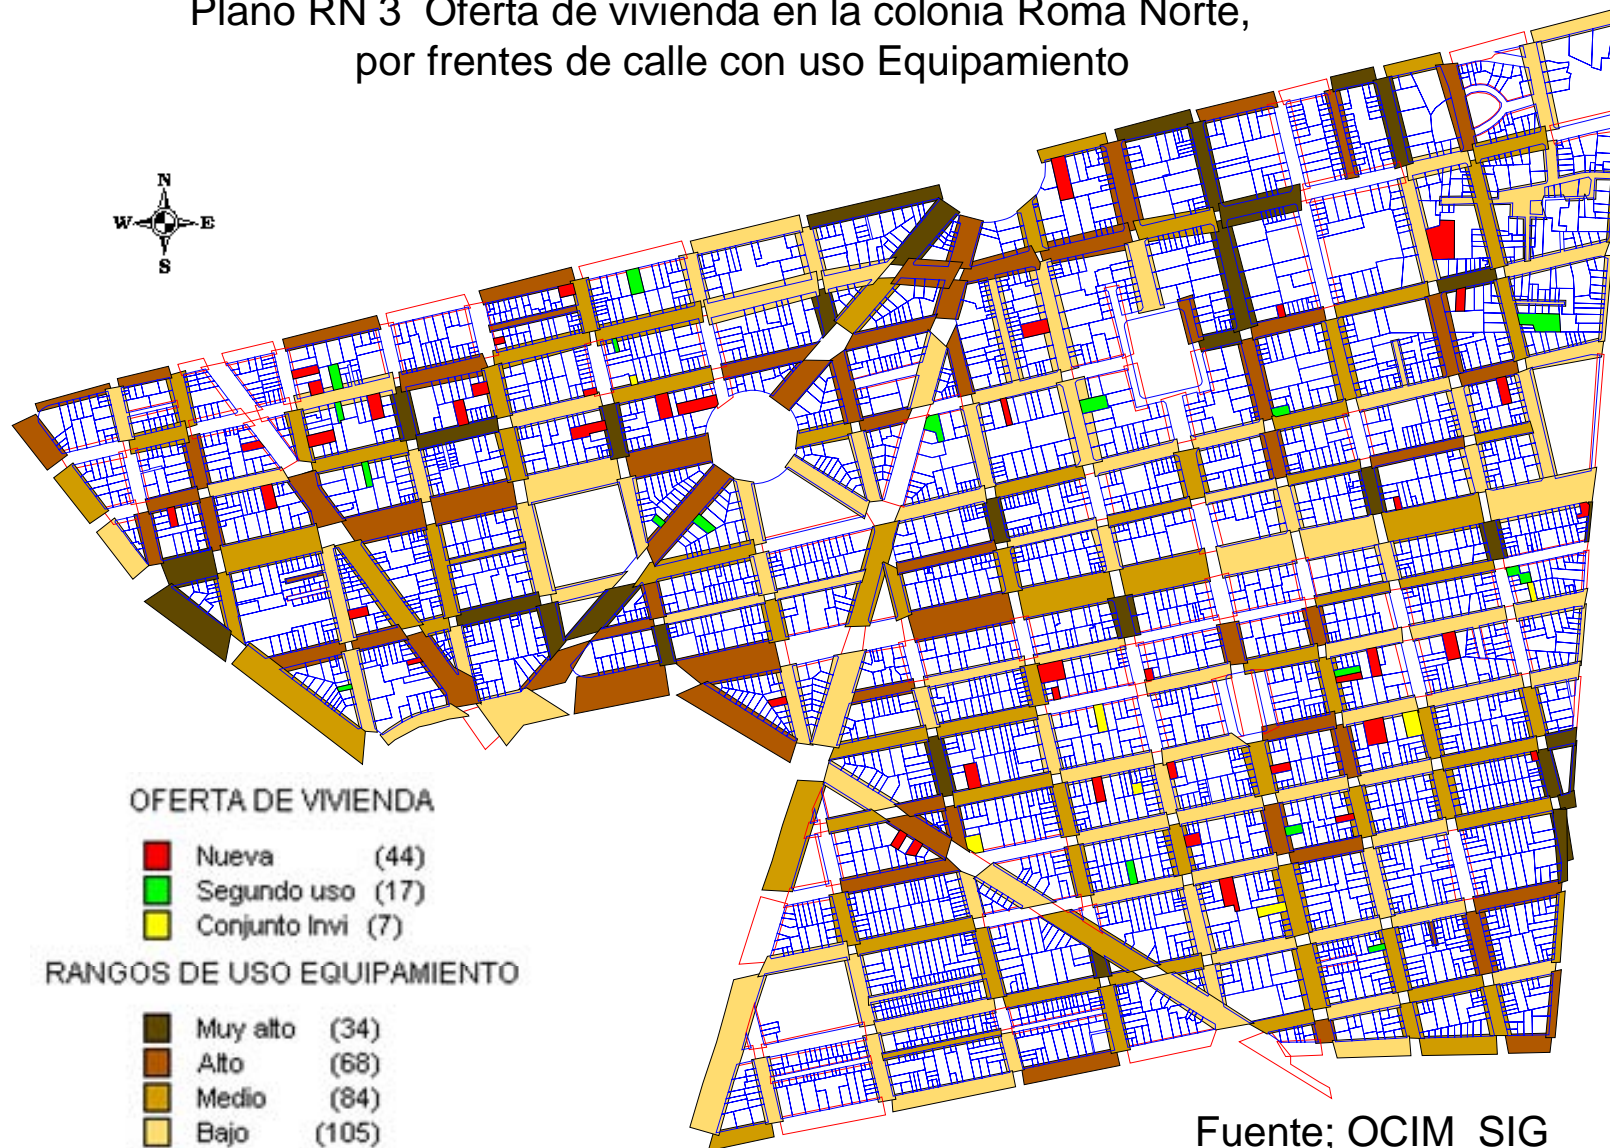 Plano RN 3 Oferta de vivienda en la colonia Roma Norte,
por frentes de calle con uso Equipamiento
N
W E
S
OFERTA DE VIVIENDA
Nueva (44)
Segundo uso (17)
Conjunto Invi (7)
RANGOS DE USO EQUIPAMIENTO
Muy alto (34)
Alto (68)
Medio (84)
Bajo (105)
Fuente; OCIM SIG